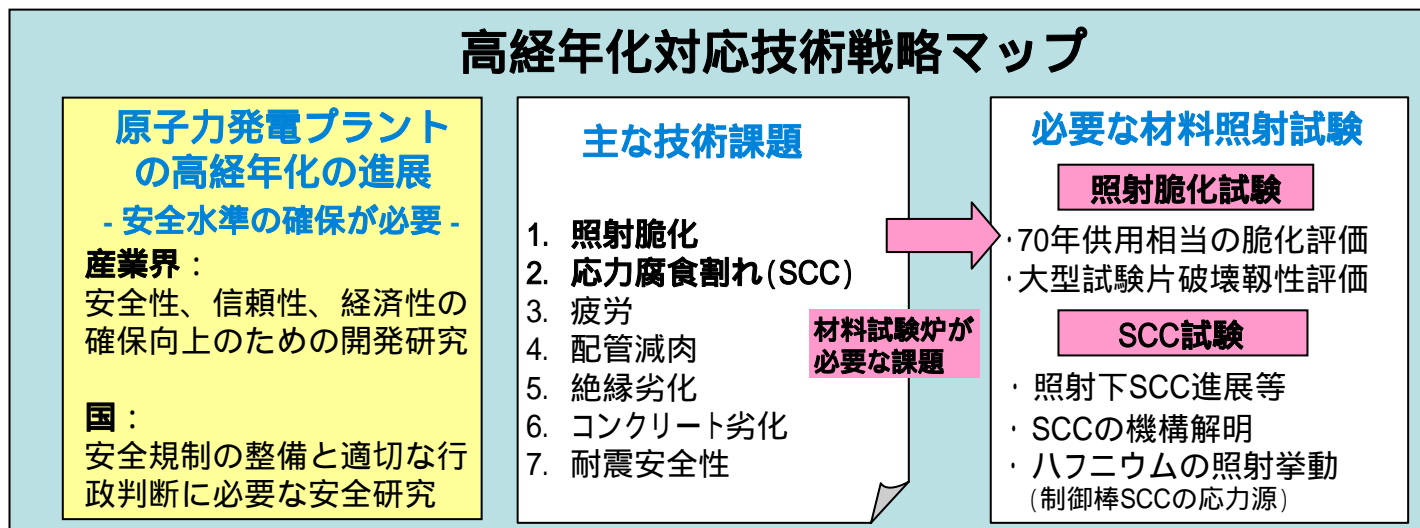 高経年化対応技術戦略マップ
原子力発電プラント
の高経年化の進展
- 安全水準の確保が必要 -
産業界：
安全性、信頼性、経済性の
確保向上のための開発研究
国：
安全規制の整備と適切な行
政判断に必要な安全研究
主な技術課題
1. 照射脆化
2. 応力腐食割れ(SCC)
3. 疲労
4. 配管減肉
5. 絶縁劣化
6. コンクリート劣化
7. 耐震安全性
材料試験炉が
必要な課題
必要な材料照射試験
照射脆化試験
・70年供用相当の脆化評価
・大型試験片破壊靱性評価
SCC試験
・ 照射下SCC進展等
・ SCCの機構解明
・ ハフニウムの照射挙動
(制御棒SCCの応力源)